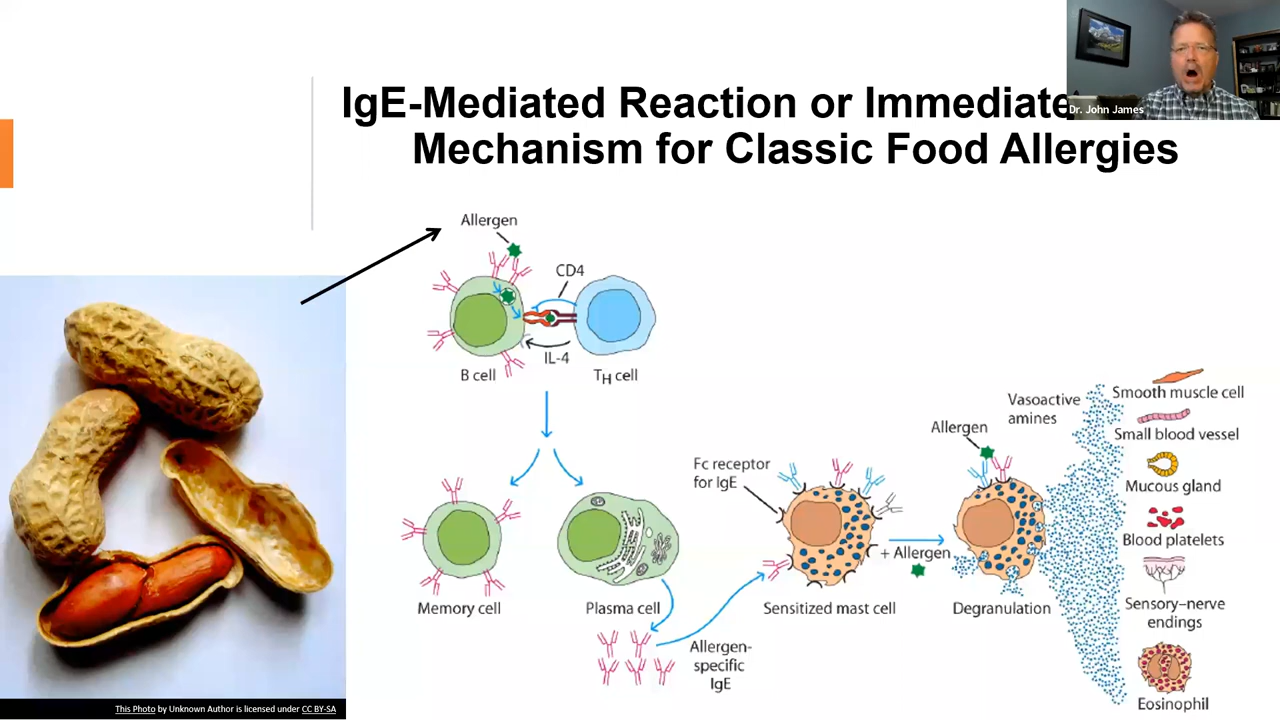 IgE-Mediated Reaction or Immediate
Mechanism for Classic Food Allergies
Dr. John James
Allergen
CD4
IL-4
B cell
TH cell
Memory cell
Plasma cell
Allergen-
specific
IgE
Fc receptor
for IgE
Sensitized mast cell
+ Allergen
Allergen
Vasoactive
amines
Degranulation
Smooth muscle cell
Small blood vessel
Mucous gland
Blood platelets
Sensory–nerve
endings
Eosinophil
This Photo by Unknown Author is licensed under CC BY-SA